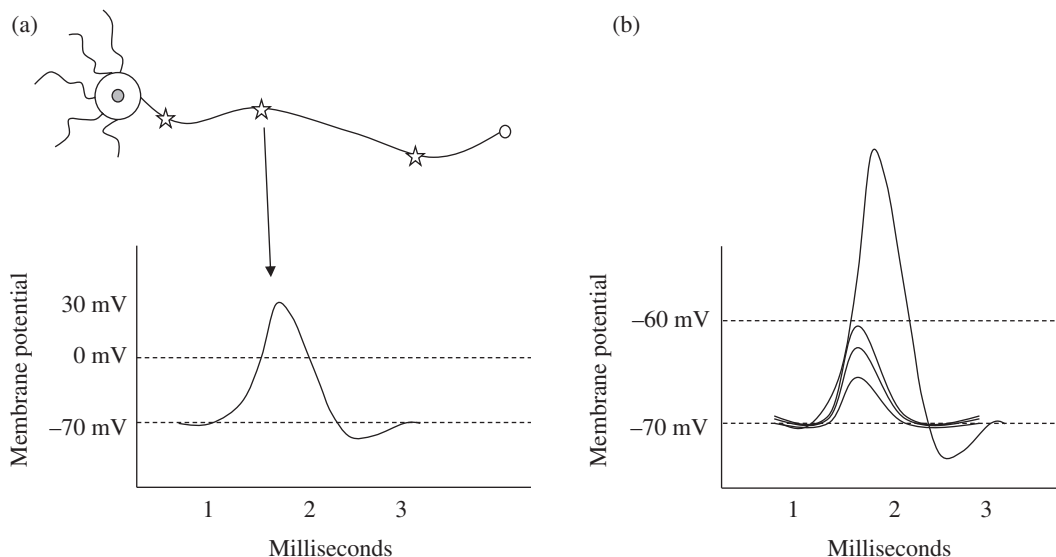 (a)
Membrane potential
30 mV
0 mV
–70 mV
1 2 3
Milliseconds
(b)
Membrane potential
–60 mV
–70 mV
1 2 3
Milliseconds